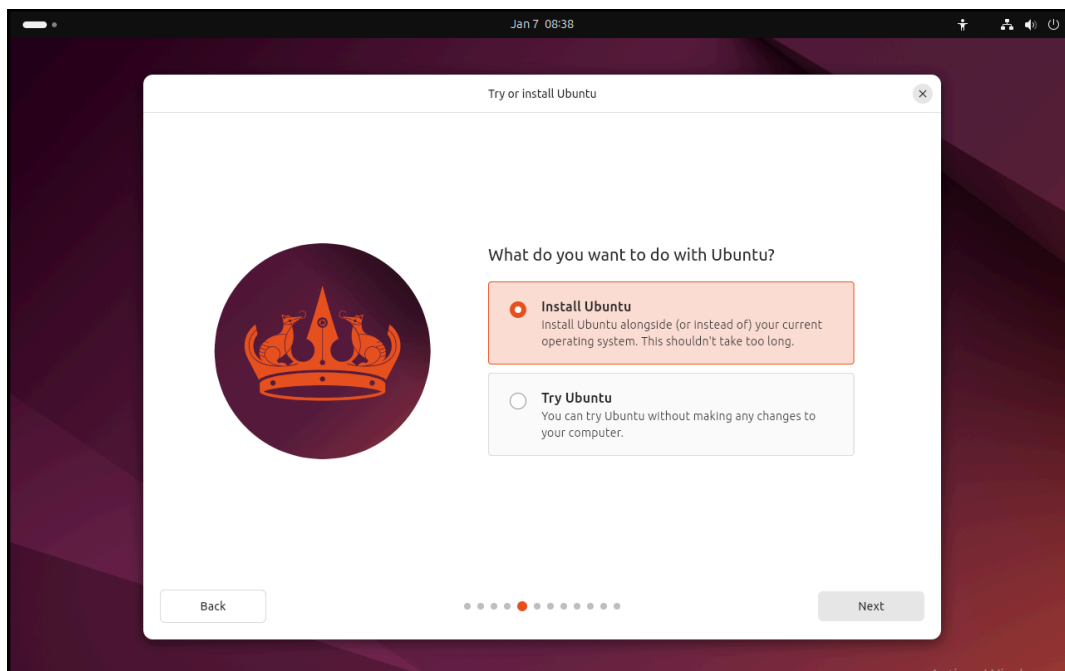 Jan 7 08:38
Try or install Ubuntu
What do you want to do with Ubuntu?
Install Ubuntu
Install Ubuntu alongside (or instead of) your current
operating system. This shouldn't take too long.
Try Ubuntu
You can try Ubuntu without making any changes to
your computer.
Back
Next